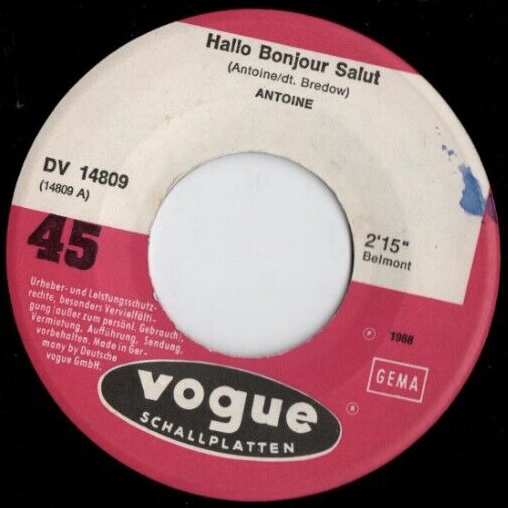 Hallo Bonjour Salut
(Antoine/dt. Bredow)
ANTOINE
DV 14809
(14809 A)
45
2'15"
Belmont
Urheber- und Leistungsschutz-
rechte, besonders Vervielfälti-
gung (außer zum persönl. Gebrauch)
Vermietung, Aufführung, Sendung,
vorbehalten. Made in Ger-
many by Deutsche
vogue GmbH.
℗ 1968
GEMA
vogue
®
SCHALLPLATTEN